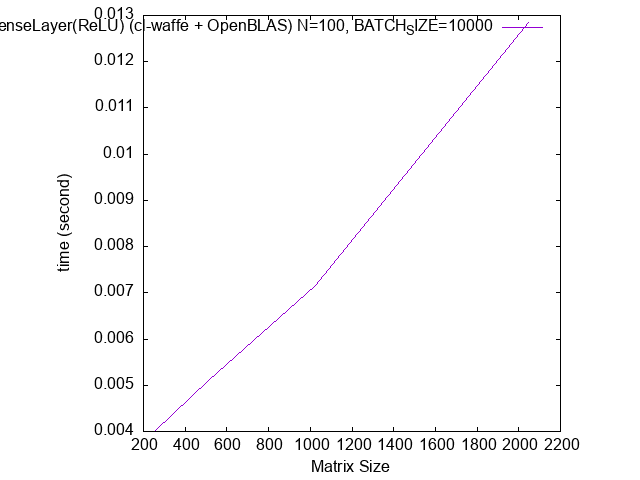 0.013
enseLayer(ReLU) (cl-waffe + OpenBLAS) N=100, BATCHSIZE=10000
0.012
0.011
0.01
0.009
time (second)
0.008
0.007
0.006
0.005
0.004
200 400 600 800 1000 1200 1400 1600 1800 2000 2200
Matrix Size